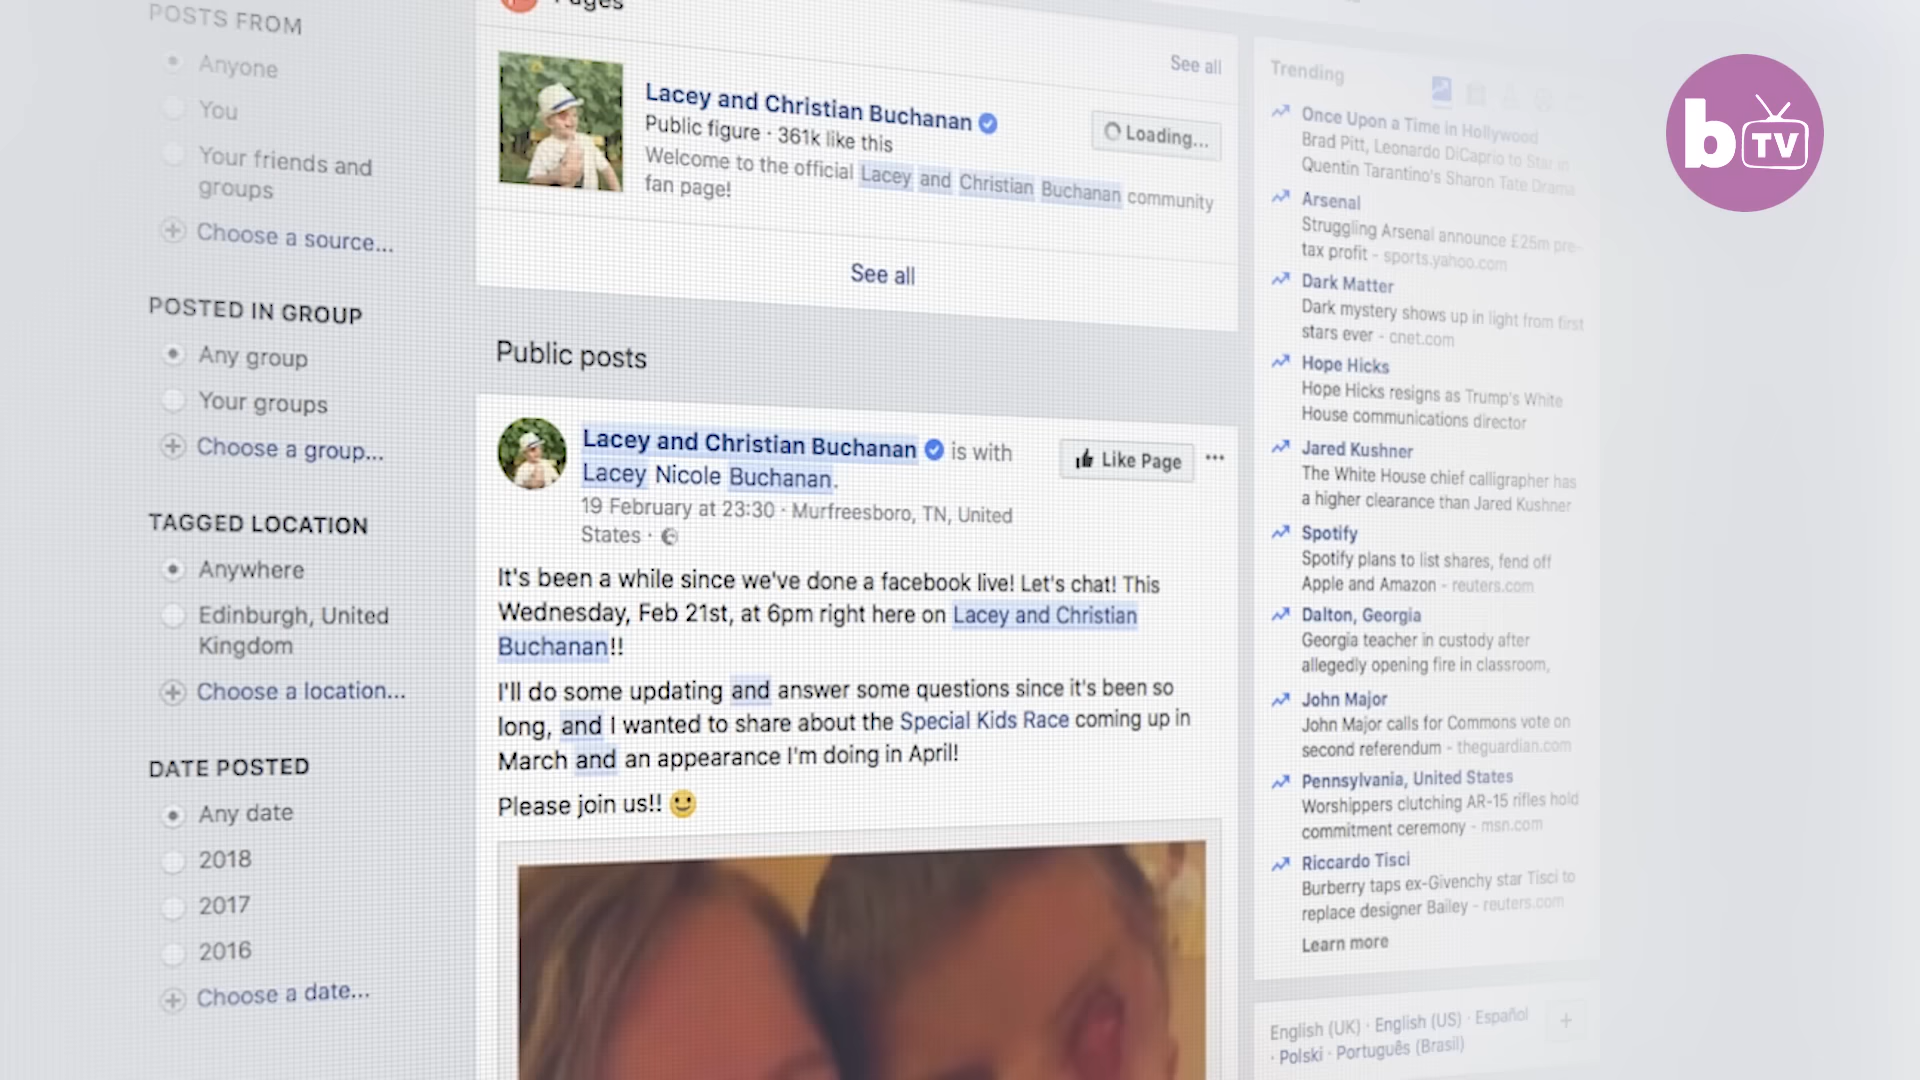 POSTS FROM
Anyone
You
Your friends and
groups
Choose a source...
POSTED IN GROUP
Any group
Your groups
Choose a group...
TAGGED LOCATION
Anywhere
Edinburgh, United
Kingdom
Choose a location...
DATE POSTED
Any date
2018
2017
2016
Choose a date...
Pages
See all
Lacey and Christian Buchanan
Public figure · 361k like this
Welcome to the official Lacey and Christian Buchanan community
fan page!
Loading...
See all
Public posts
Lacey and Christian Buchanan is with
Lacey Nicole Buchanan.
19 February at 23:30 · Murfreesboro, TN, United
States ·
Like Page
It's been a while since we've done a facebook live! Let's chat! This
Wednesday, Feb 21st, at 6pm right here on Lacey and Christian
Buchanan!!
I'll do some updating and answer some questions since it's been so
long, and I wanted to share about the Special Kids Race coming up in
March and an appearance I'm doing in April!
Please join us!!
Trending
Once Upon a Time in Hollywood
Brad Pitt, Leonardo DiCaprio to Star in
Quentin Tarantino's Sharon Tate Drama
Arsenal
Struggling Arsenal announce £25m pre-
tax profit - sports.yahoo.com
Dark Matter
Dark mystery shows up in light from first
stars ever - cnet.com
Hope Hicks
Hope Hicks resigns as Trump's White
House communications director
Jared Kushner
The White House chief calligrapher has
a higher clearance than Jared Kushner
Spotify
Spotify plans to list shares, fend off
Apple and Amazon - reuters.com
Dalton, Georgia
Georgia teacher in custody after
allegedly opening fire in classroom,
John Major
John Major calls for Commons vote on
second referendum - theguardian.com
Pennsylvania, United States
Worshippers clutching AR-15 rifles hold
commitment ceremony - msn.com
Riccardo Tisci
Burberry taps ex-Givenchy star Tisci to
replace designer Bailey - reuters.com
Learn more
English (UK) · English (US) · Español
· Polski · Português (Brasil)
b TV